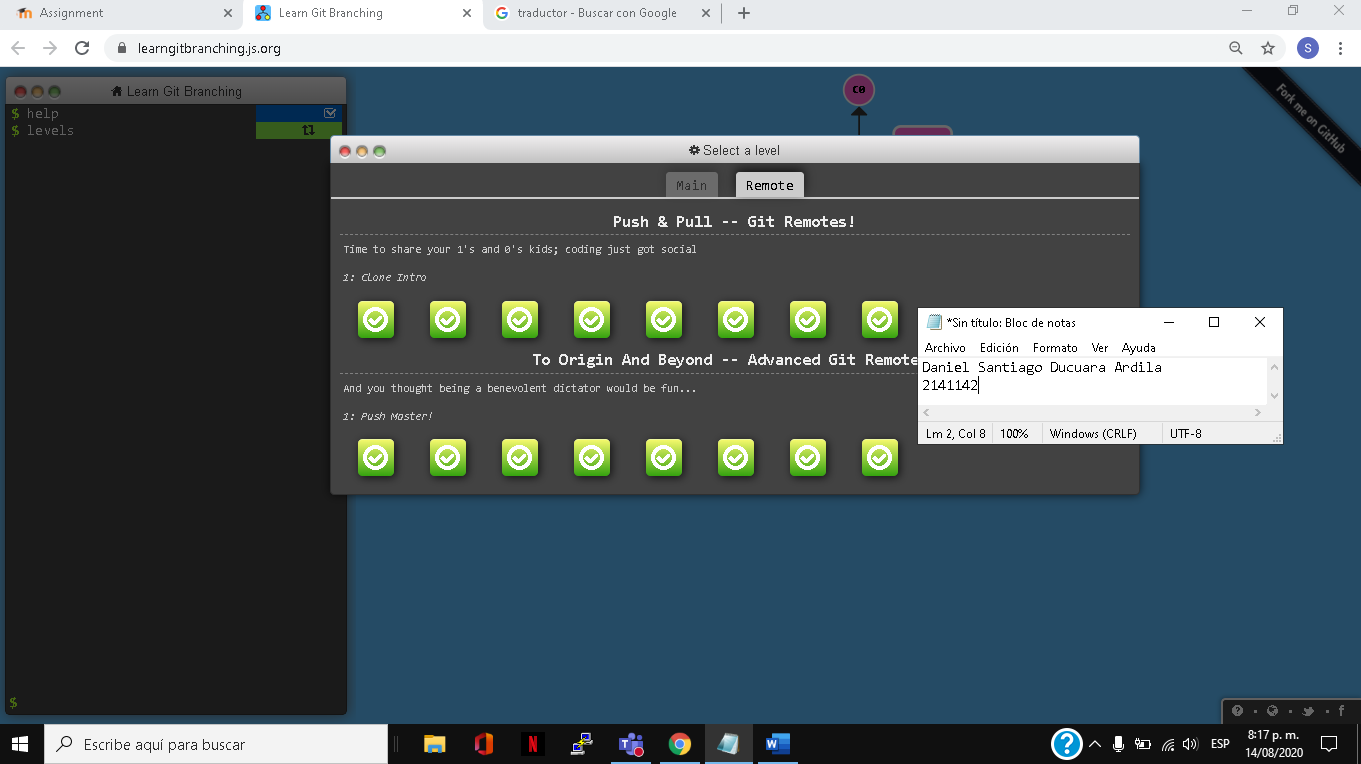 Assignment
Learn Git Branching
traductor - Buscar con Google
learngitbranching.js.org
S
Learn Git Branching
$ help
$ levels
C0
Fork me on GitHub
Select a level
Main
Remote
Push & Pull -- Git Remotes!
Time to share your 1's and 0's kids; coding just got social
1: Clone Intro
To Origin And Beyond -- Advanced Git Remote
And you thought being a benevolent dictator would be fun...
1: Push Master!
*Sin título: Bloc de notas
Archivo Edición Formato Ver Ayuda
Daniel Santiago Ducuara Ardila
2141142
Lm 2, Col 8 100% Windows (CRLF) UTF-8
$
Escribe aquí para buscar
ESP
8:17 p. m.
14/08/2020